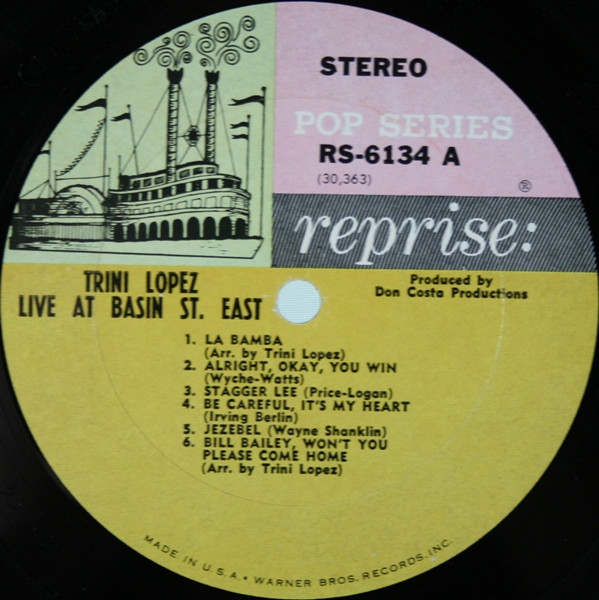 STEREO
POP SERIES
RS-6134 A
(30,363)
®
reprise:
TRINI LOPEZ
LIVE AT BASIN ST. EAST
Produced by
Don Costa Productions
1. LA BAMBA
(Arr. by Trini Lopez)
2. ALRIGHT, OKAY, YOU WIN
(Wyche-Watts)
3. STAGGER LEE (Price-Logan)
4. BE CAREFUL, IT'S MY HEART
(Irving Berlin)
5. JEZEBEL (Wayne Shanklin)
6. BILL BAILEY, WON'T YOU
PLEASE COME HOME
(Arr. by Trini Lopez)
MADE IN U.S.A. • WARNER BROS. RECORDS, INC.